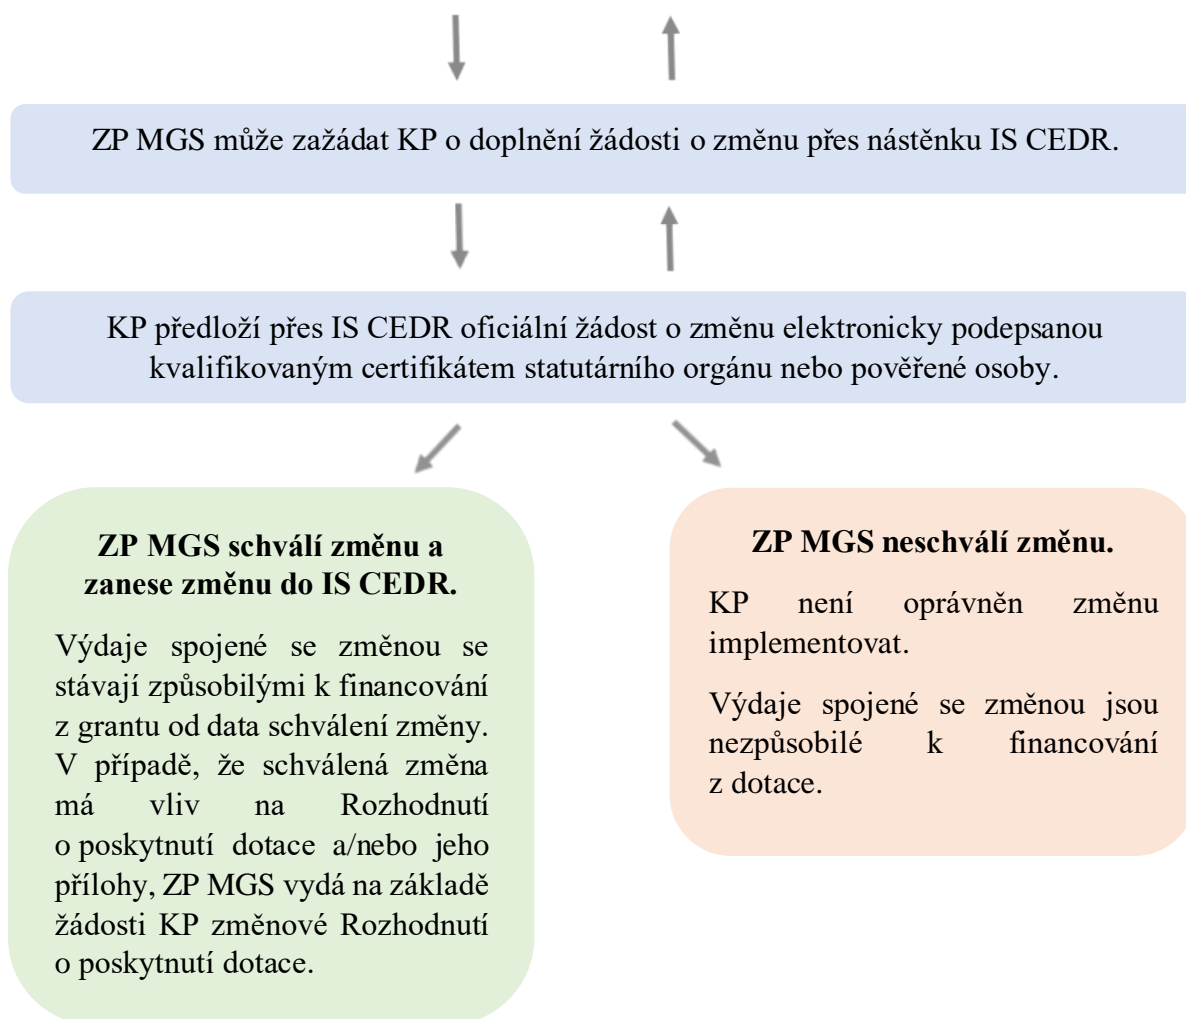 ZP MGS může zažádat KP o doplnění žádosti o změnu přes nástěnku IS CEDR.
KP předloží přes IS CEDR oficiální žádost o změnu elektronicky podepsanou
kvalifikovaným certifikátem statutárního orgánu nebo pověřené osoby.
ZP MGS schválí změnu a
zanese změnu do IS CEDR.
Výdaje spojené se změnou se
stávají způsobilými k financování
z grantu od data schválení změny.
V případě, že schválená změna
má vliv na Rozhodnutí
o poskytnutí dotace a/nebo jeho
přílohy, ZP MGS vydá na základě
žádosti KP změnové Rozhodnutí
o poskytnutí dotace.
ZP MGS neschválí změnu.
KP není oprávněn změnu
implementovat.
Výdaje spojené se změnou jsou
nezpůsobilé k financování
z dotace.